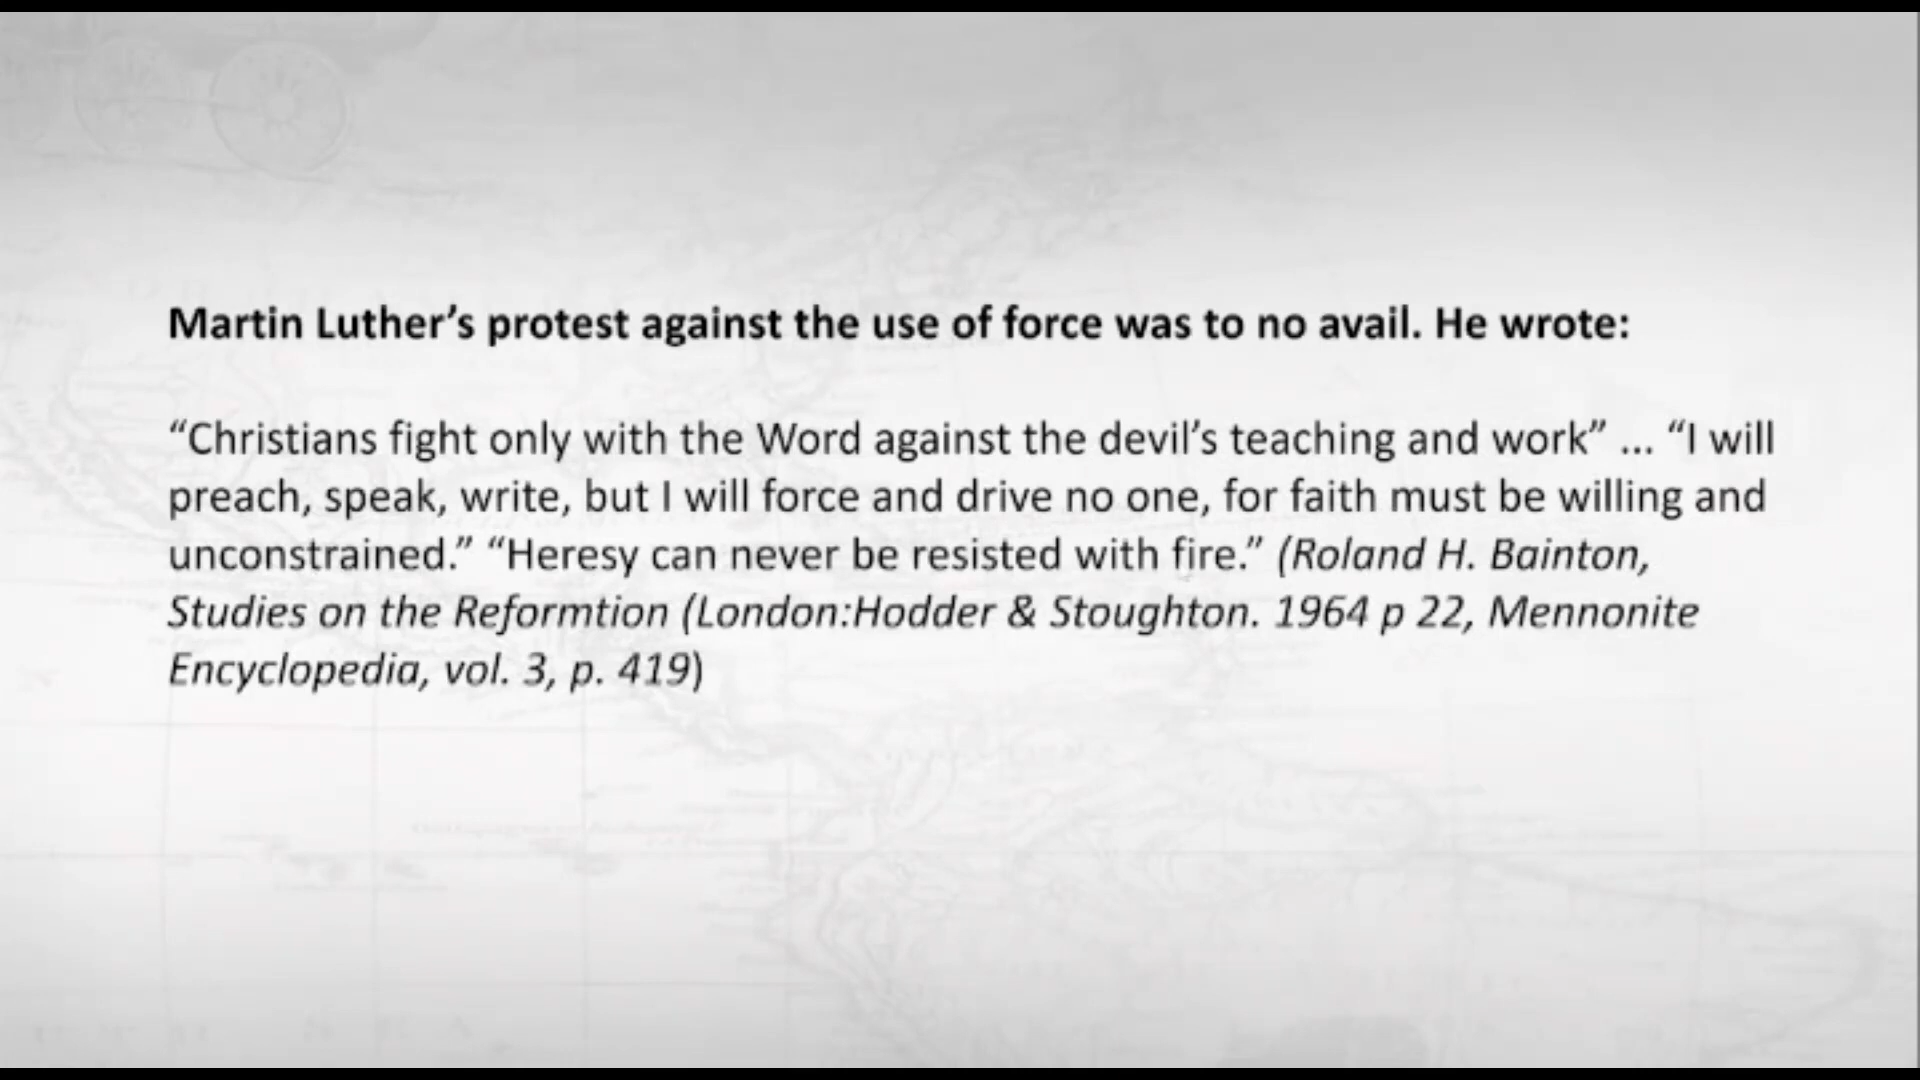 Martin Luther’s protest against the use of force was to no avail. He wrote:
“Christians fight only with the Word against the devil’s teaching and work” ... “I will
preach, speak, write, but I will force and drive no one, for faith must be willing and
unconstrained.” “Heresy can never be resisted with fire.” (Roland H. Bainton,
Studies on the Reformtion (London:Hodder & Stoughton. 1964 p 22, Mennonite
Encyclopedia, vol. 3, p. 419)